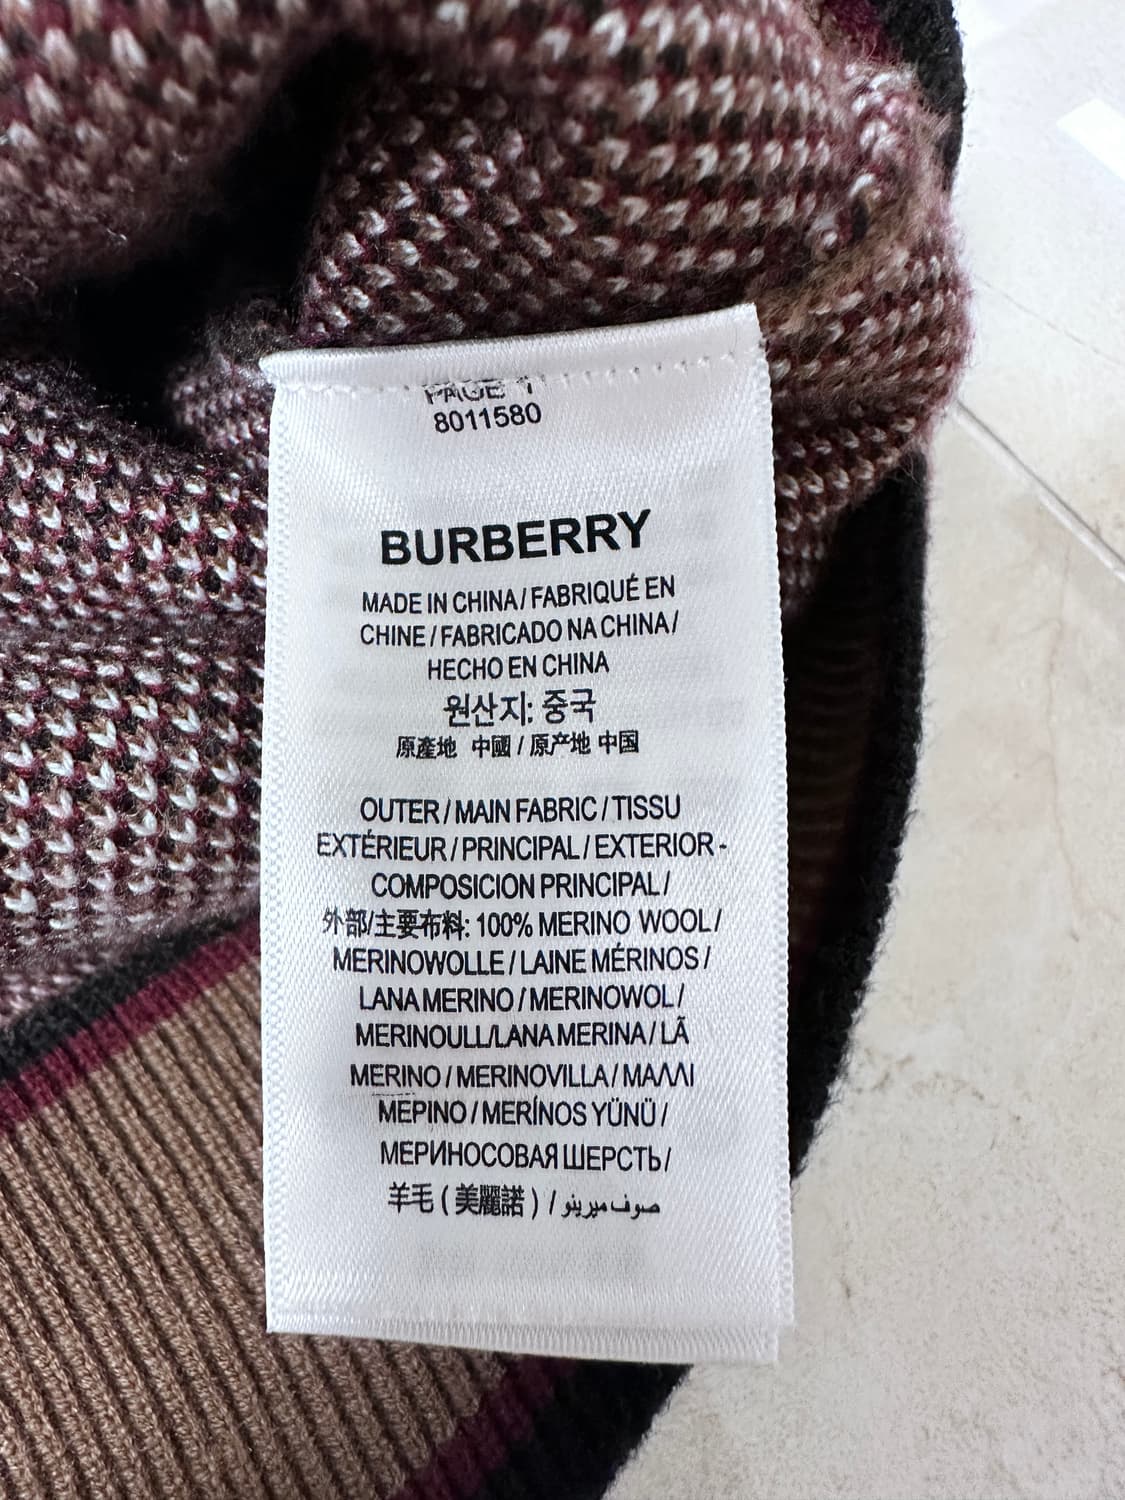 PAGE 1
8011580
BURBERRY
MADE IN CHINA / FABRIQUÉ EN
CHINE / FABRICADO NA CHINA /
HECHO EN CHINA
원산지: 중국
原產地 中國 / 原产地 中国
OUTER / MAIN FABRIC / TISSU
EXTÉRIEUR / PRINCIPAL / EXTERIOR -
COMPOSICION PRINCIPAL /
外部/主要布料: 100% MERINO WOOL /
MERINOWOLLE / LAINE MÉRINOS /
LANA MERINO / MERINOWOL /
MERINOULL/LANA MERINA / LÃ
MERINO / MERINOVILLA / ΜΑΛΛΙ
ΜΕΡΙΝΟ / MERÍNOS YÜNÜ /
МЕРИНОСОВАЯ ШЕРСТЬ /
羊毛 ( 美麗諾 ) / صوف ميرينو